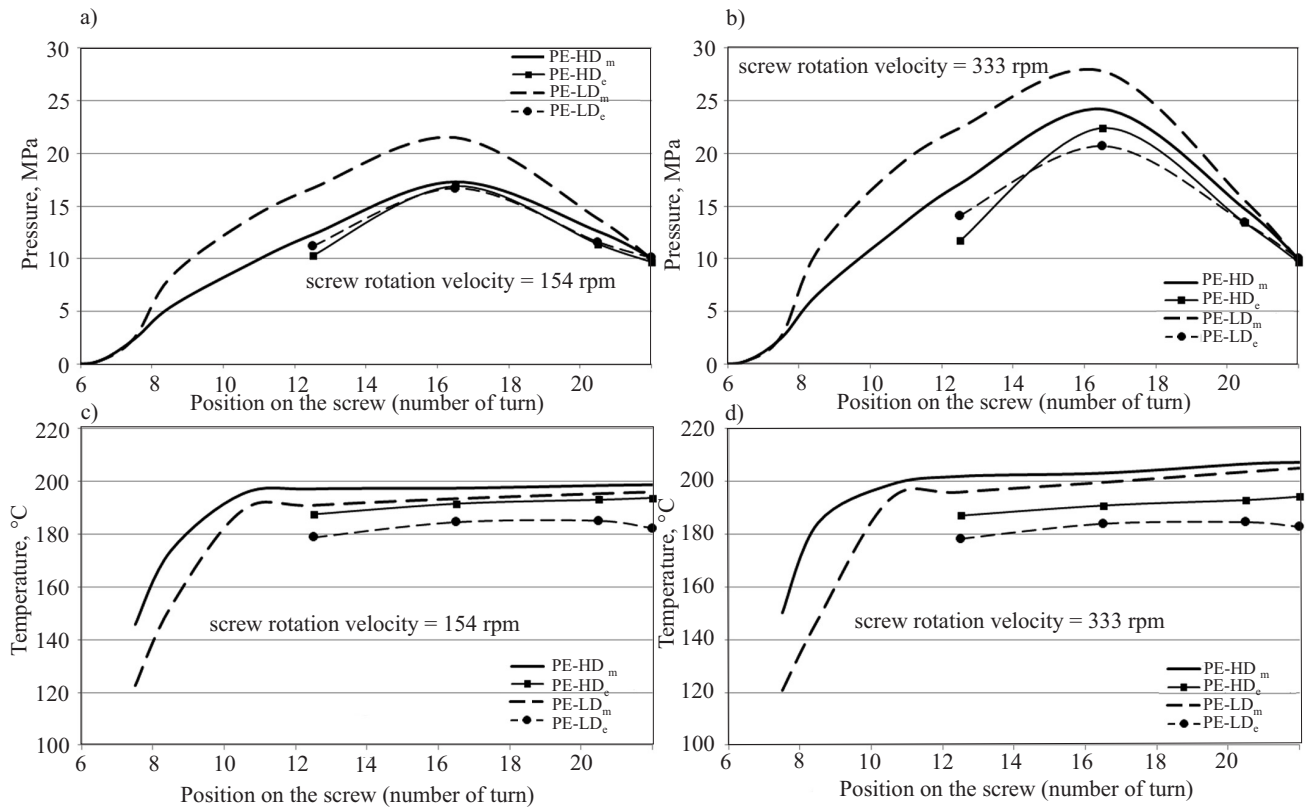 a)
30
25
20
15
10
5
0
Pressure, MPa
PE-HD m
PE-HDe
PE-LDm
PE-LDe
screw rotation velocity = 154 rpm
6 8 10 12 14 16 18 20
Position on the screw (number of turn)
b)
30
25
20
15
10
5
0
Pressure, MPa
screw rotation velocity = 333 rpm
PE-HD m
PE-HDe
PE-LDm
PE-LDe
6 8 10 12 14 16 18 20
Position on the screw (number of turn)
c)
220
200
180
160
140
120
100
Temperature, °C
screw rotation velocity = 154 rpm
PE-HD m
PE-HDe
PE-LDm
PE-LDe
6 8 10 12 14 16 18 20
Position on the screw (number of turn)
d)
220
200
180
160
140
120
100
Temperature, °C
screw rotation velocity = 333 rpm
PE-HD m
PE-HDe
PE-LDm
PE-LDe
6 8 10 12 14 16 18 20
Position on the screw (number of turn)